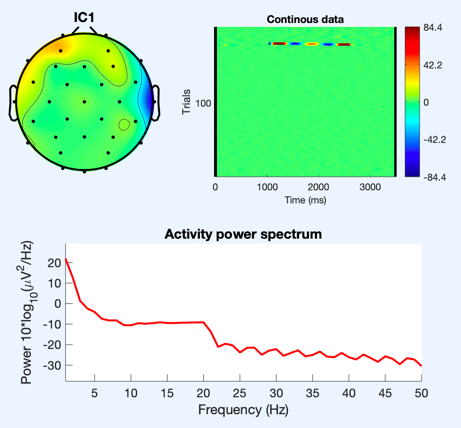 IC1
Continous data
Trials
100
84.4
42.2
0
-42.2
-84.4
0 1000 2000 3000
Time (ms)
Activity power spectrum
Power 10*log10(μV2/Hz)
20
10
0
-10
-20
-30
5 10 15 20 25 30 35 40 45 50
Frequency (Hz)